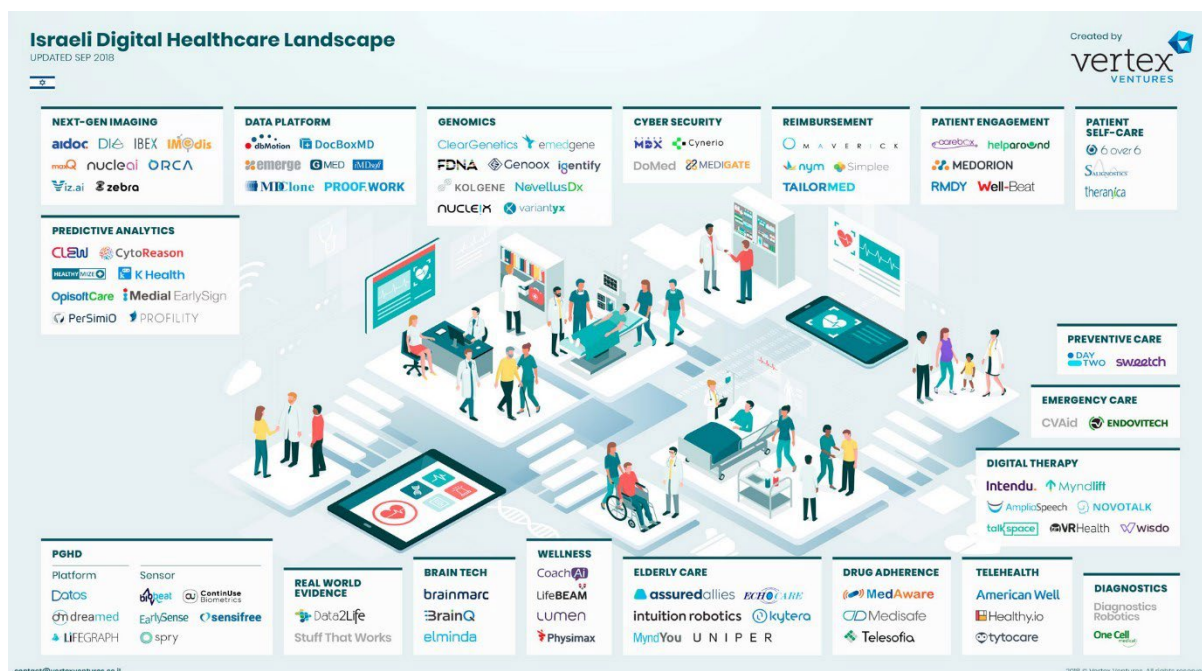 Israeli Digital Healthcare Landscape
UPDATED SEP 2018
Created by
vertex
VENTURES
NEXT-GEN IMAGING
aidoc DiA IBEX IM@dis
maxQ nucleai ORCA
Viz.ai zebra
DATA PLATFORM
dbMotion DocBoxMD
emerge GMED iMDsoft
MDClone PROOF.WORK
GENOMICS
ClearGenetics emedgene
FDNA Genoox igentify
KOLGENE NovellusDx
NUCLEIX variantyx
CYBER SECURITY
MDX Cynerio
DoMed MEDIGATE
REIMBURSEMENT
MAVERICK
nym Simplee
TAILORMED
PATIENT ENGAGEMENT
carebox helparound
MEDORION
RMDY Well-Beat
PATIENT
SELF-CARE
6 over 6
theranica
PREDICTIVE ANALYTICS
CLEW CytoReason
HEALTHYMIZE K Health
OpisoftCare Medial EarlySign
PerSimiO PROFILITY
PREVENTIVE CARE
DAY TWO sweetch
EMERGENCY CARE
CVAid ENDOVITECH
DIGITAL THERAPY
Intendu. Myndlift
AmplioSpeech NOVOTALK
talkspace VRHealth wisdo
PGHD
Platform
Datos
dreamed
LiFEGRAPH
Sensor
biobeat cu ContinUse Biometrics
EarlySense sensifree
spry
REAL WORLD
EVIDENCE
Data2Life
Stuff That Works
BRAIN TECH
brainmarc
BrainQ
elminda
WELLNESS
CoachAi
LifeBEAM
Lumen
Physimax
ELDERLY CARE
assuredallies ECHOCARE
intuition robotics kytera
MyndYou UNIPER
DRUG ADHERENCE
MedAware
Medisafe
Telesofia
TELEHEALTH
American Well
Healthy.io
tytocare
DIAGNOSTICS
Diagnostics
Robotics
One Cell